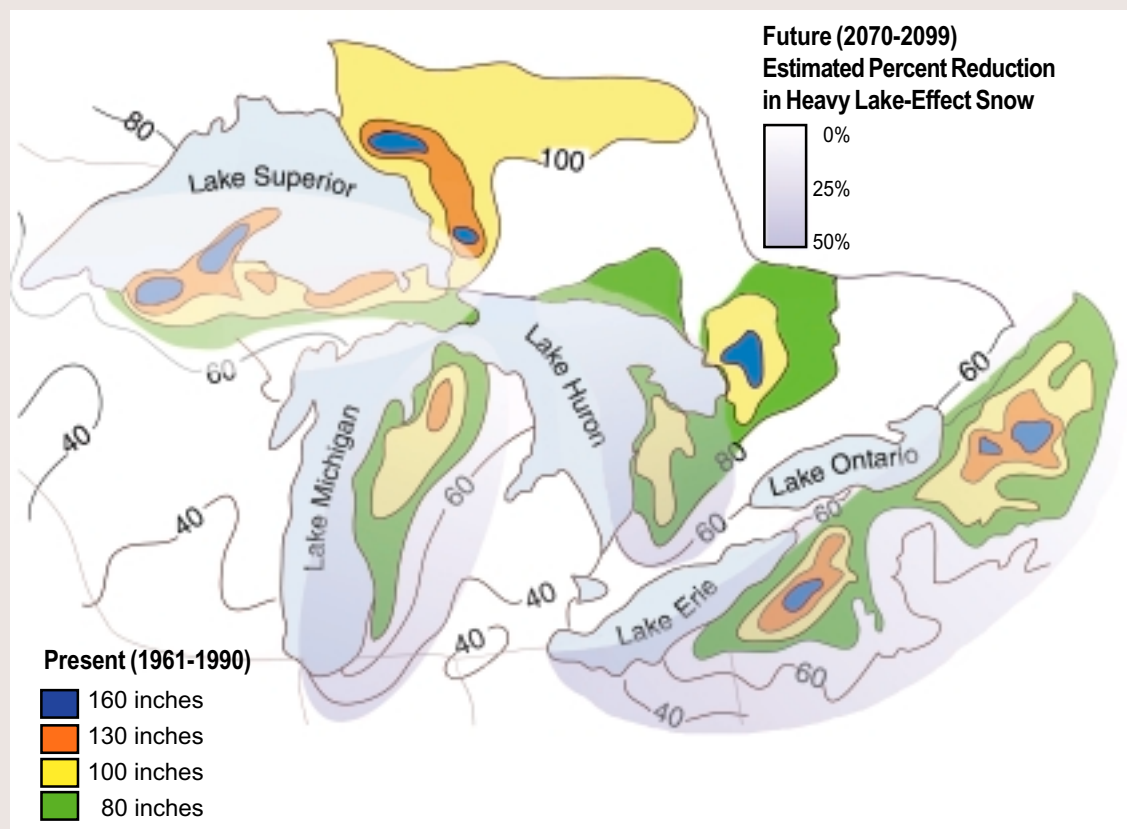 Future (2070-2099)
Estimated Percent Reduction
in Heavy Lake-Effect Snow
0%
25%
50%
80
Lake Superior
100
60
40
Lake Huron
60
40
Lake Michigan
60
80
Lake Ontario
60
60
40
40
Lake Erie
60
40
Present (1961-1990)
160 inches
130 inches
100 inches
80 inches